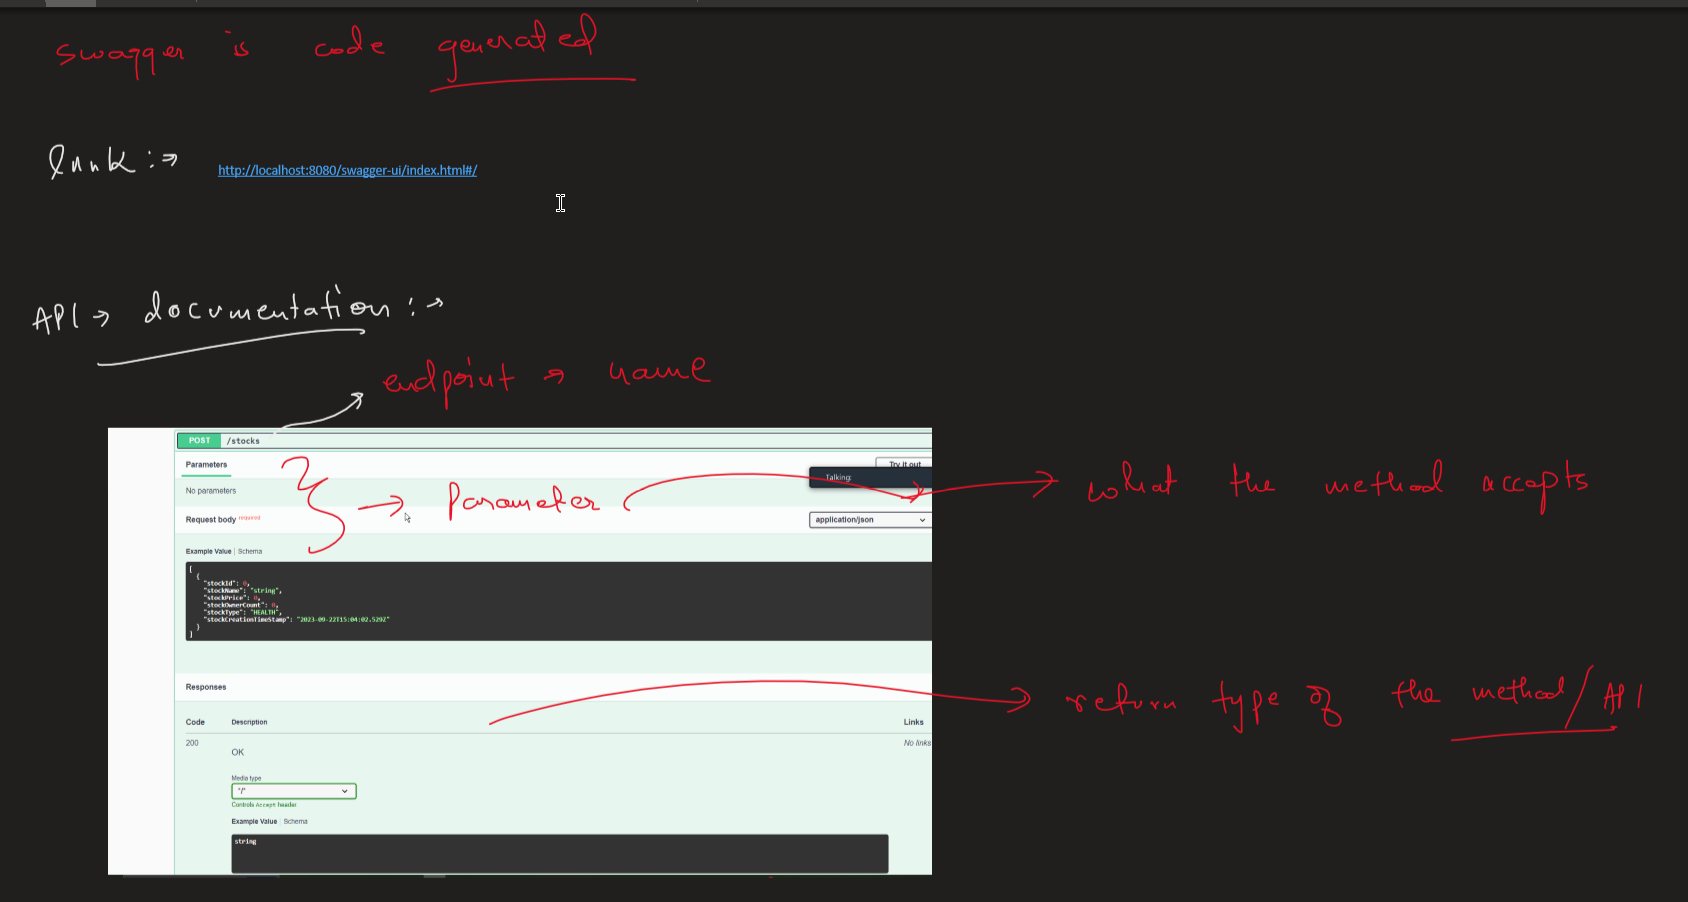 swagger is code generated
link :→ http://localhost:8080/swagger-ui/index.html#/
API → documentation :→
endpoint → name
POST /stocks
Parameters
Try it out
Talking:
No parameters
→ Parameter → what the method accepts
Request body required
application/json
Example Value | Schema
[
{
"stockId": 0,
"stockName": "string",
"stockPrice": 0,
"stockOwnerCount": 0,
"stockType": "HEALTH",
"stockCreationTimeStamp": "2023-09-22T15:04:02.529Z"
}
]
Responses
→ return type of the method/API
Code Description Links
200 OK No links
Media type
*/*
Controls Accept header
Example Value | Schema
string